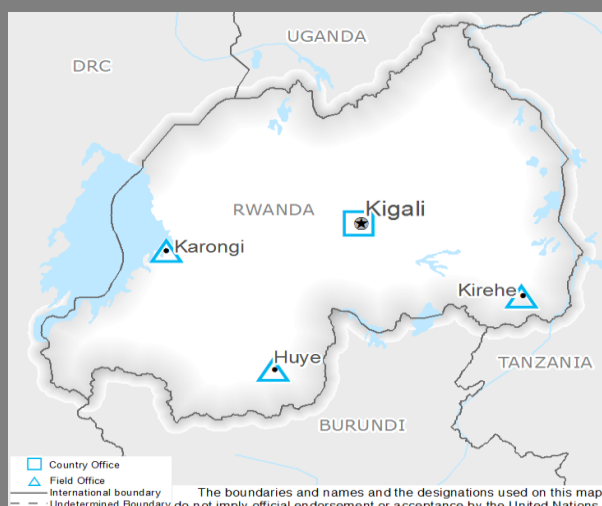 UGANDA
DRC
RWANDA
Kigali
Karongi
Kirehe
Huye
TANZANIA
BURUNDI
Country Office
Field Office
International boundary
Undetermined Boundary
The boundaries and names and the designations used on this map
do not imply official endorsement or acceptance by the United Nations